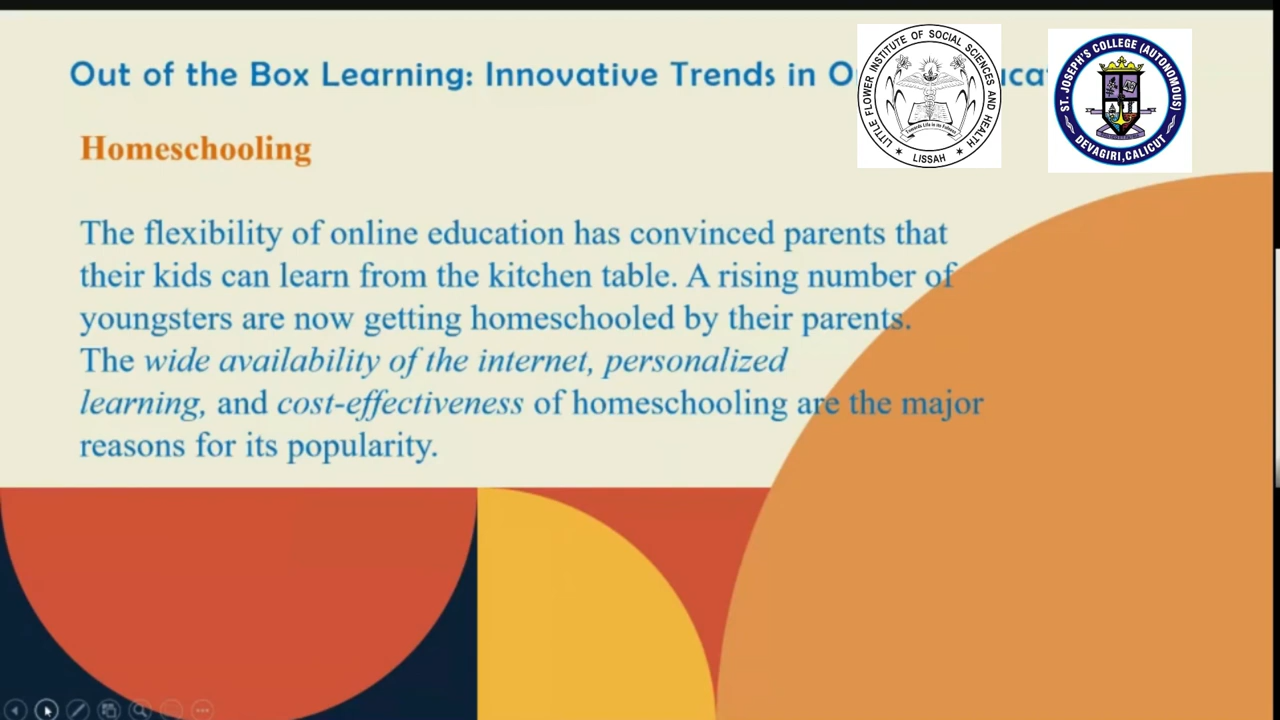 Out of the Box Learning: Innovative Trends in
Homeschooling
The flexibility of online education has convinced parents that
their kids can learn from the kitchen table. A rising number of
youngsters are now getting homeschooled by their parents.
The wide availability of the internet, personalized
learning, and cost-effectiveness of homeschooling are the major
reasons for its popularity.
LITTLE FLOWER INSTITUTE OF SOCIAL SCIENCES AND HEALTH
LISSAH
ST. JOSEPH'S COLLEGE (AUTONOMOUS)
DEVAGIRI, CALICUT